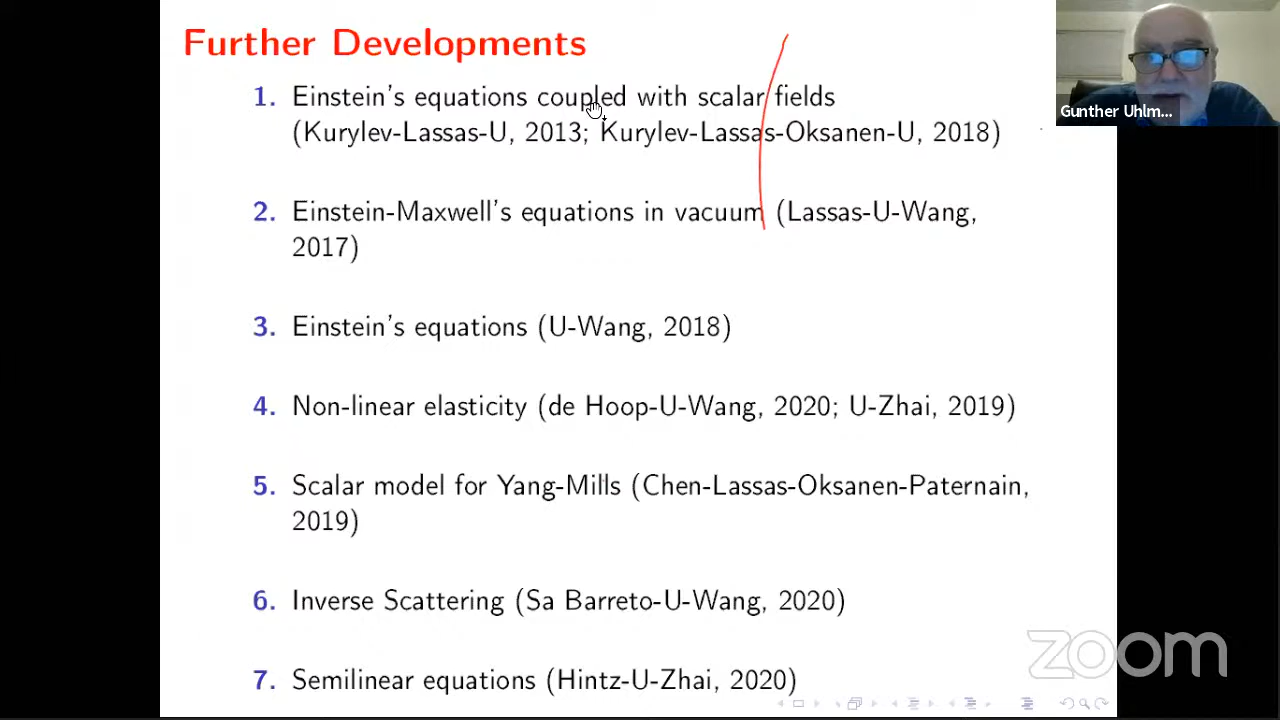 Further Developments
1. Einstein's equations coupled with scalar fields
(Kurylev-Lassas-U, 2013; Kurylev-Lassas-Oksanen-U, 2018)
2. Einstein-Maxwell's equations in vacuum (Lassas-U-Wang,
2017)
3. Einstein's equations (U-Wang, 2018)
4. Non-linear elasticity (de Hoop-U-Wang, 2020; U-Zhai, 2019)
5. Scalar model for Yang-Mills (Chen-Lassas-Oksanen-Paternain,
2019)
6. Inverse Scattering (Sa Barreto-U-Wang, 2020)
7. Semilinear equations (Hintz-U-Zhai, 2020)
Gunther Uhlm...
zoom